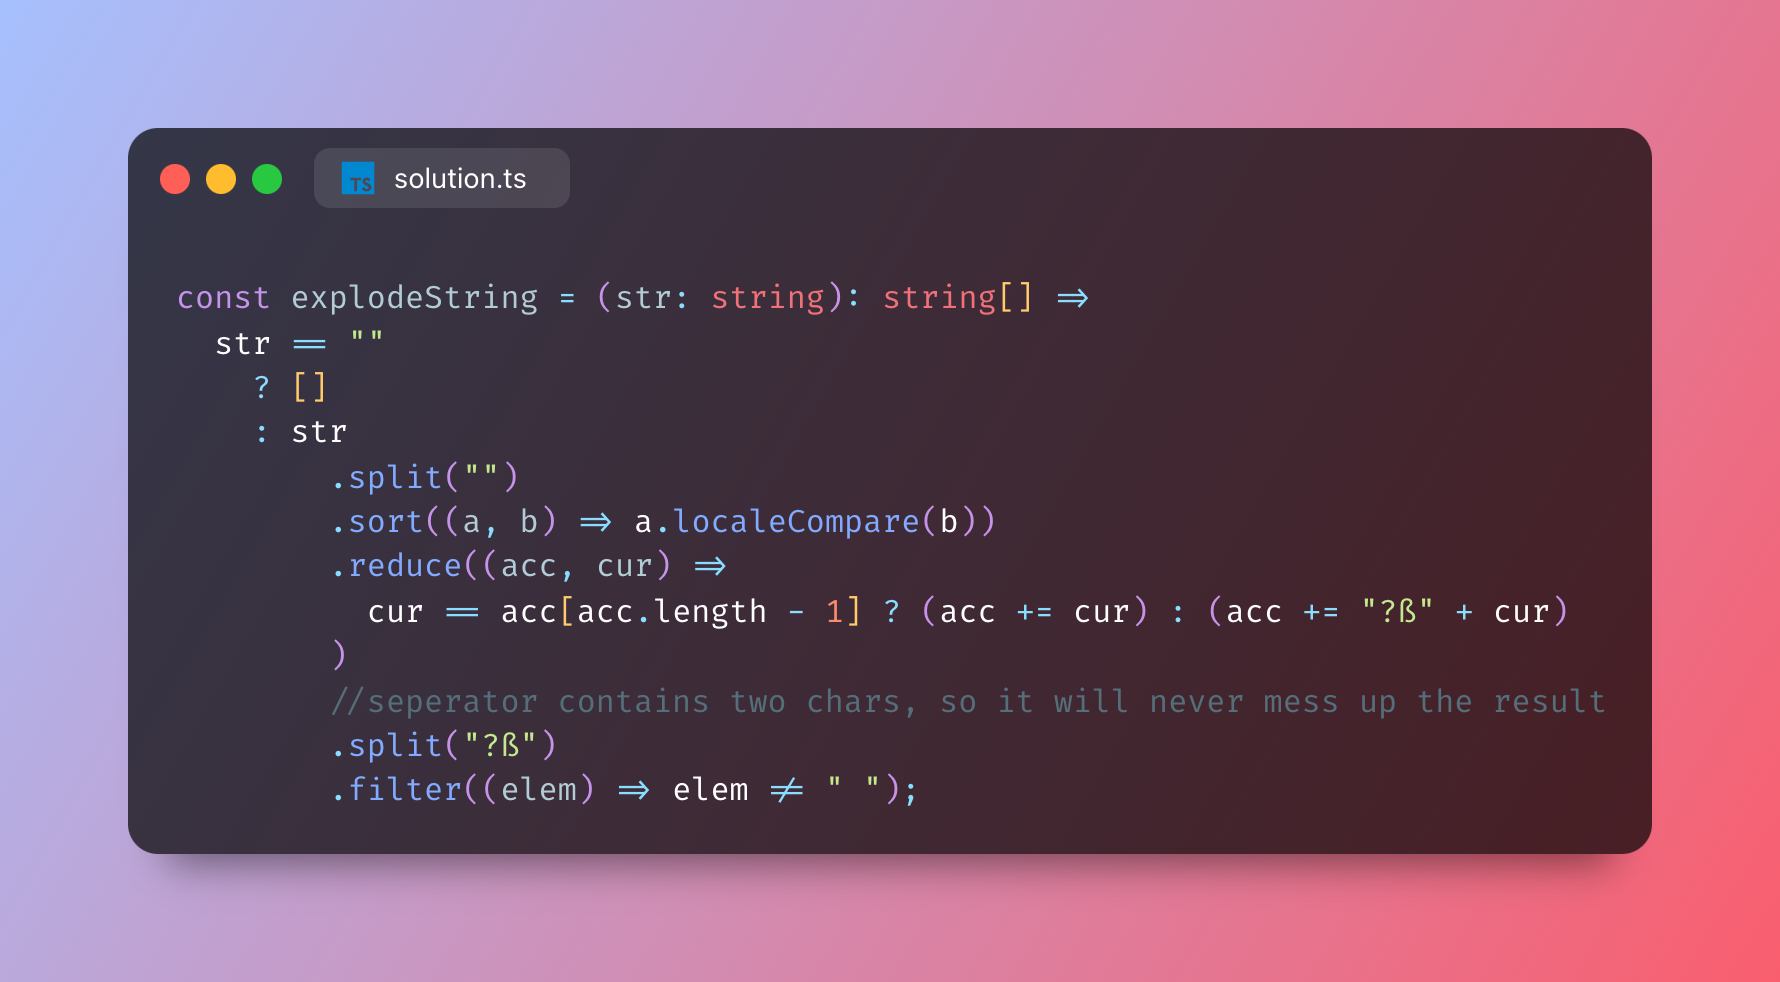 TS solution.ts
const explodeString = (str: string): string[] =>
  str == ""
    ? []
    : str
        .split("")
        .sort((a, b) => a.localeCompare(b))
        .reduce((acc, cur) =>
          cur == acc[acc.length - 1] ? (acc += cur) : (acc += "?ß" + cur)
        )
        //seperator contains two chars, so it will never mess up the result
        .split("?ß")
        .filter((elem) => elem != " ");